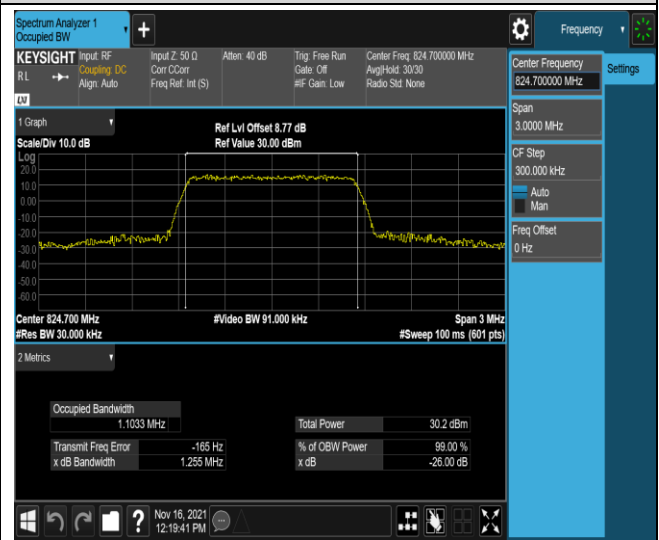 Spectrum Analyzer 1
Occupied BW
+
Frequency
KEYSIGHT
RL
LXI
Input: RF
Coupling: DC
Align: Auto
Input Z: 50 Ω
Corr CCorr
Freq Ref: Int (S)
Atten: 40 dB
Trig: Free Run
Gate: Off
#IF Gain: Low
Center Freq: 824.700000 MHz
Avg|Hold: 30/30
Radio Std: None
Center Frequency
824.700000 MHz
Settings
Span
3.0000 MHz
CF Step
300.000 kHz
Auto
Man
Freq Offset
0 Hz
1 Graph
Scale/Div 10.0 dB
Ref Lvl Offset 8.77 dB
Ref Value 30.00 dBm
Log
20.0
10.0
0.00
-10.0
-20.0
-30.0
-40.0
-50.0
-60.0
Center 824.700 MHz
#Res BW 30.000 kHz
#Video BW 91.000 kHz
Span 3 MHz
#Sweep 100 ms (601 pts)
2 Metrics
Occupied Bandwidth
1.1033 MHz
Total Power 30.2 dBm
Transmit Freq Error -165 Hz
% of OBW Power 99.00 %
x dB Bandwidth 1.255 MHz
x dB -26.00 dB
?
Nov 16, 2021
12:19:41 PM